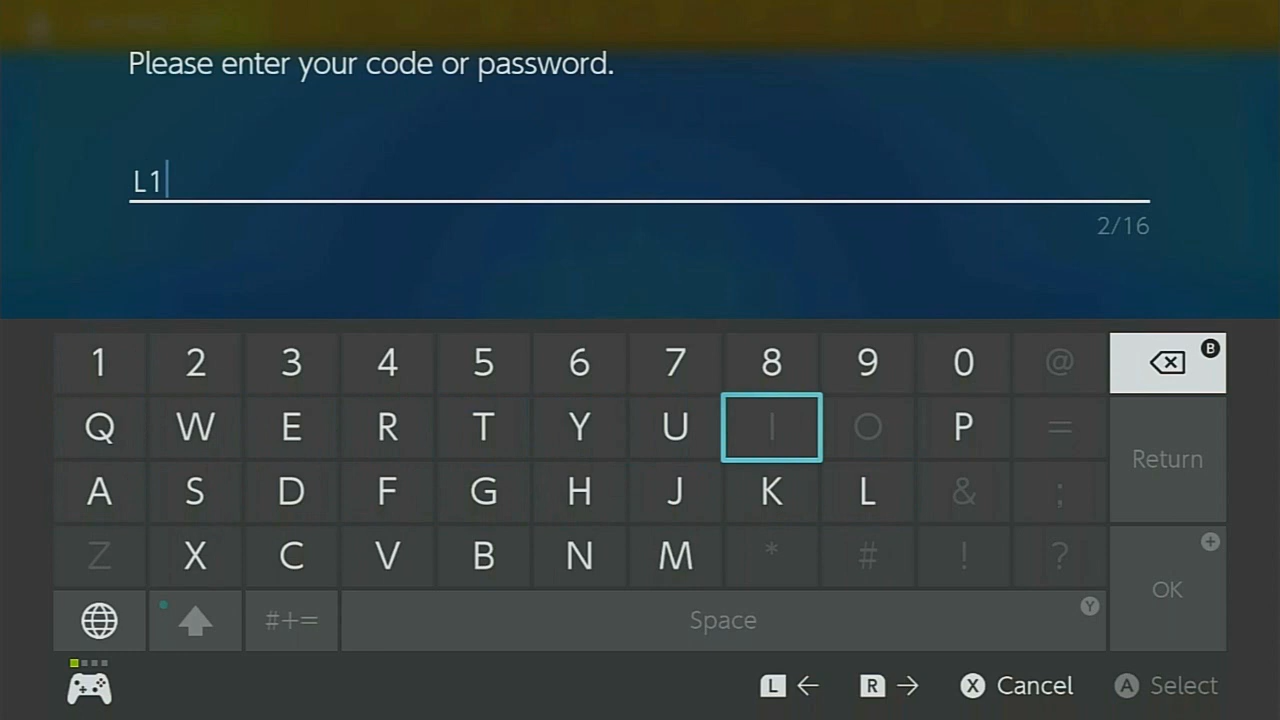 Please enter your code or password.
L1
2/16
1 2 3 4 5 6 7 8 9 0 @ B
Q W E R T Y U I O P =
Return
A S D F G H J K L & ;
Z X C V B N M * # ! ? +
OK
#+= Space Y
L ← R → X Cancel A Select